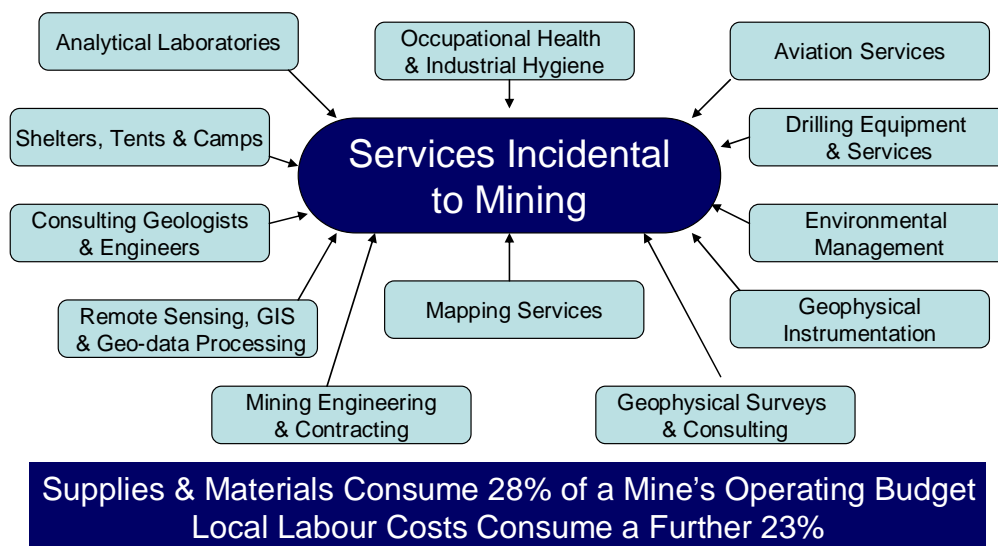 Analytical Laboratories
Occupational Health
& Industrial Hygiene
Aviation Services
Shelters, Tents & Camps
Services Incidental
to Mining
Drilling Equipment
& Services
Consulting Geologists
& Engineers
Environmental
Management
Remote Sensing, GIS
& Geo-data Processing
Mapping Services
Geophysical
Instrumentation
Mining Engineering
& Contracting
Geophysical Surveys
& Consulting
Supplies & Materials Consume 28% of a Mine's Operating Budget
Local Labour Costs Consume a Further 23%